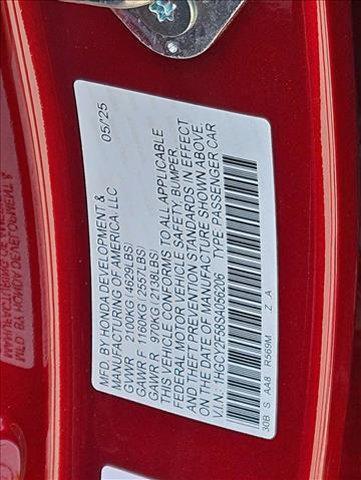 MFD. BY HONDA DEVELOPMENT & 05/'25
MANUFACTURING OF AMERICA, LLC
GVWR 2100KG (4629LBS)
GAWR F 1160KG (2557LBS)
GAWR R 970KG (2138LBS)
THIS VEHICLE CONFORMS TO ALL APPLICABLE
FEDERAL MOTOR VEHICLE SAFETY, BUMPER,
AND THEFT PREVENTION STANDARDS IN EFFECT
ON THE DATE OF MANUFACTURE SHOWN ABOVE.
V.I.N. 1HGCY2F58SA056206 TYPE: PASSENGER CAR
30B S AA8 R569M Z A